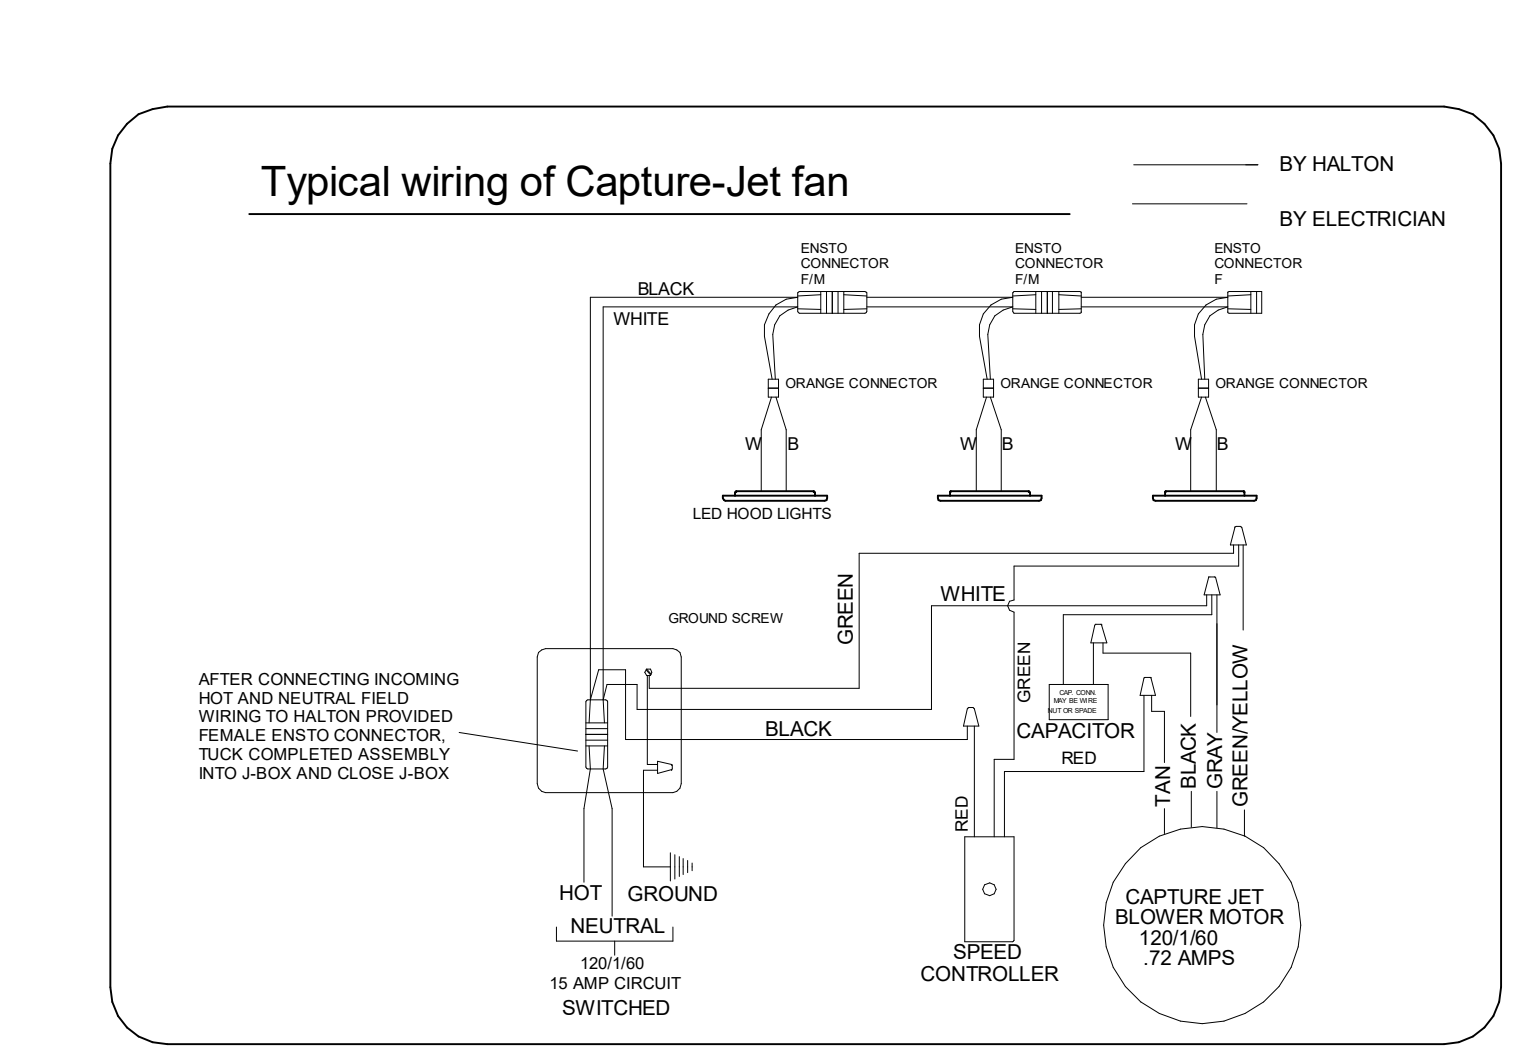 Typical wiring of Capture-Jet fan
BY HALTON
BY ELECTRICIAN
ENSTO
CONNECTOR
F/M
ENSTO
CONNECTOR
F/M
ENSTO
CONNECTOR
F
BLACK
WHITE
ORANGE CONNECTOR
ORANGE CONNECTOR
ORANGE CONNECTOR
W
B
W
B
W
B
LED HOOD LIGHTS
GREEN
WHITE
GROUND SCREW
GREEN
GREEN/YELLOW
AFTER CONNECTING INCOMING
HOT AND NEUTRAL FIELD
WIRING TO HALTON PROVIDED
FEMALE ENSTO CONNECTOR,
TUCK COMPLETED ASSEMBLY
INTO J-BOX AND CLOSE J-BOX
CAP. CONN.
MAY BE WIRE
NUT OR SPADE
CAPACITOR
BLACK
RED
TAN
BLACK
GRAY
RED
HOT
GROUND
NEUTRAL
120/1/60
15 AMP CIRCUIT
SWITCHED
SPEED
CONTROLLER
CAPTURE JET
BLOWER MOTOR
120/1/60
.72 AMPS